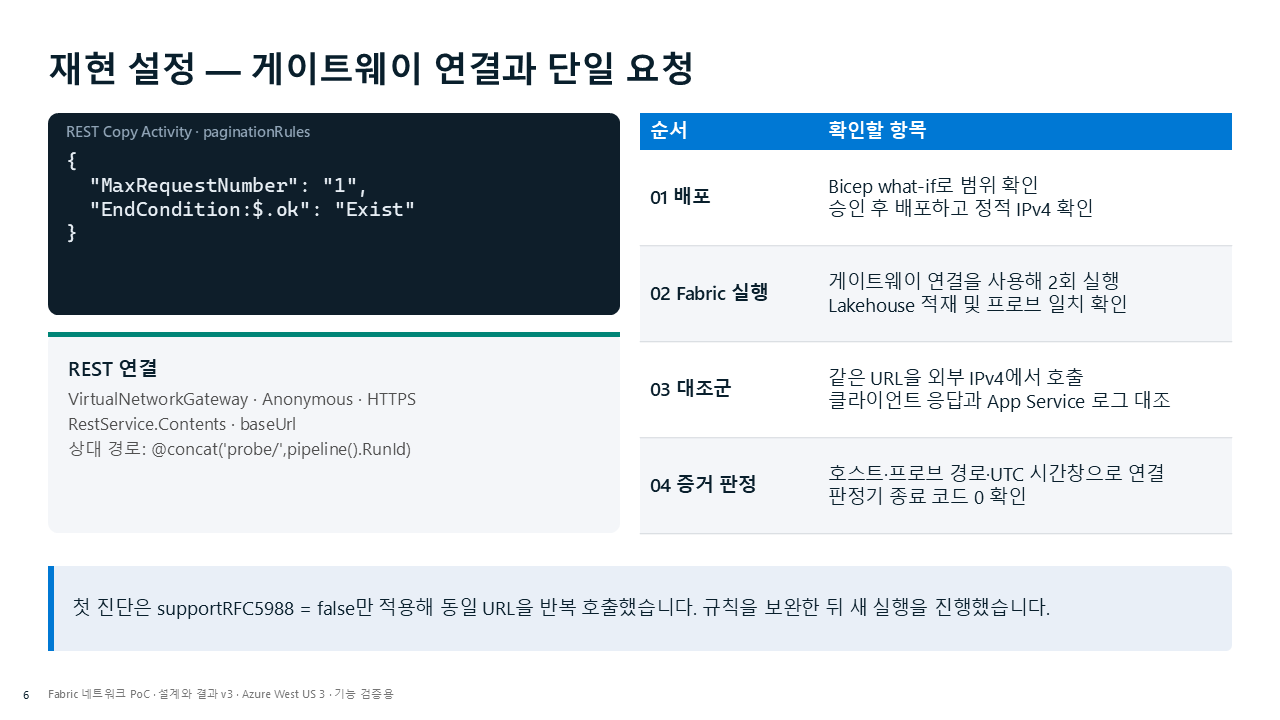 재현 설정 — 게이트웨이 연결과 단일 요청
REST Copy Activity · paginationRules
{
"MaxRequestNumber": "1",
"EndCondition:$.ok": "Exist"
}
REST 연결
VirtualNetworkGateway · Anonymous · HTTPS
RestService.Contents · baseUrl
상대 경로: @concat('probe/',pipeline().RunId)
순서 확인할 항목
01 배포
Bicep what-if로 범위 확인
승인 후 배포하고 정적 IPv4 확인
02 Fabric 실행
게이트웨이 연결을 사용해 2회 실행
Lakehouse 적재 및 프로브 일치 확인
03 대조군
같은 URL을 외부 IPv4에서 호출
클라이언트 응답과 App Service 로그 대조
04 증거 판정
호스트·프로브 경로·UTC 시간창으로 연결
판정기 종료 코드 0 확인
첫 진단은 supportRFC5988 = false만 적용해 동일 URL을 반복 호출했습니다. 규칙을 보완한 뒤 새 실행을 진행했습니다.
6 Fabric 네트워크 PoC · 설계와 결과 v3 · Azure West US 3 · 기능 검증용